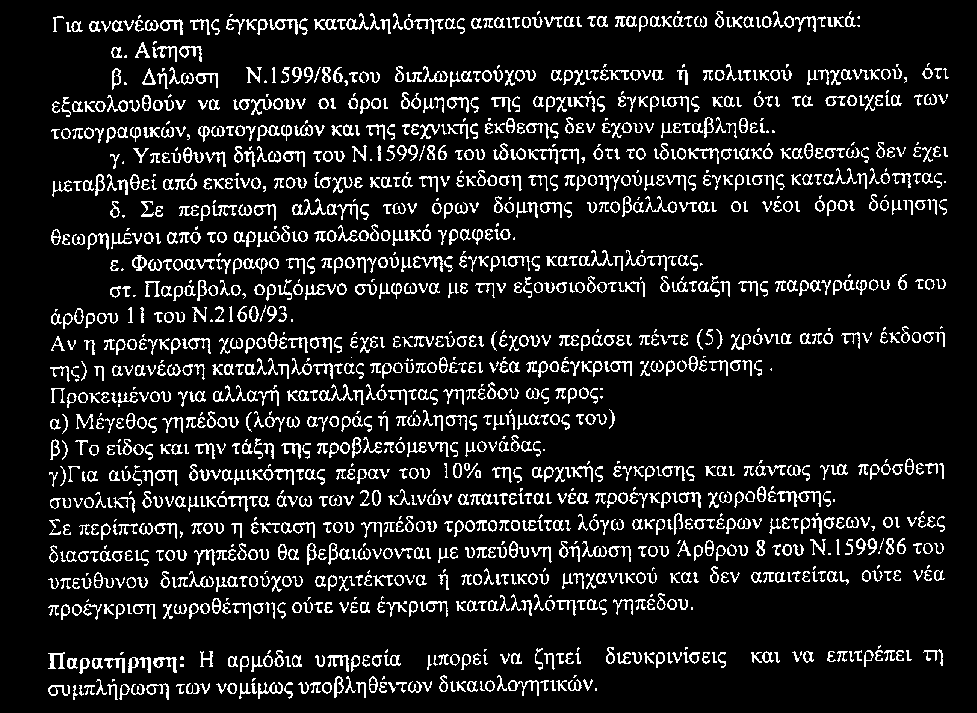 Για ανανέωση της έγκρισης καταλληλότητας απαιτούνται τα παρακάτω δικαιολογητικά:
α. Αίτηση
β. Δήλωση Ν.1599/86,του διπλωματούχου αρχιτέκτονα ή πολιτικού μηχανικού, ότι
εξακολουθούν να ισχύουν οι όροι δόμησης της αρχικής έγκρισης και ότι τα στοιχεία των
τοπογραφικών, φωτογραφιών και της τεχνικής έκθεσης δεν έχουν μεταβληθεί..
γ. Υπεύθυνη δήλωση του Ν.1599/86 του ιδιοκτήτη, ότι το ιδιοκτησιακό καθεστώς δεν έχει
μεταβληθεί από εκείνο, που ίσχυε κατά την έκδοση της προηγούμενης έγκρισης καταλληλότητας.
δ. Σε περίπτωση αλλαγής των όρων δόμησης υποβάλλονται οι νέοι όροι δόμησης
θεωρημένοι από το αρμόδιο πολεοδομικό γραφείο.
ε. Φωτοαντίγραφο της προηγούμενης έγκρισης καταλληλότητας.
στ. Παράβολο, οριζόμενο σύμφωνα με την εξουσιοδοτική διάταξη της παραγράφου 6 του
άρθρου 11 του Ν.2160/93.
Αν η προέγκριση χωροθέτησης έχει εκπνεύσει (έχουν περάσει πέντε (5) χρόνια από την έκδοσή
της) η ανανέωση καταλληλότητας προϋποθέτει νέα προέγκριση χωροθέτησης .
Προκειμένου για αλλαγή καταλληλότητας γηπέδου ως προς:
α) Μέγεθος γηπέδου (λόγω αγοράς ή πώλησης τμήματος του)
β) Το είδος και την τάξη της προβλεπόμενης μονάδας.
γ)Για αύξηση δυναμικότητας πέραν του 10% της αρχικής έγκρισης και πάντως για πρόσθετη
συνολική δυναμικότητα άνω των 20 κλινών απαιτείται νέα προέγκριση χωροθέτησης.
Σε περίπτωση, που η έκταση του γηπέδου τροποποιείται λόγω ακριβεστέρων μετρήσεων, οι νέες
διαστάσεις του γηπέδου θα βεβαιώνονται με υπεύθυνη δήλωση του Άρθρου 8 του Ν.1599/86 του
υπεύθυνου διπλωματούχου αρχιτέκτονα ή πολιτικού μηχανικού και δεν απαιτείται, ούτε νέα
προέγκριση χωροθέτησης ούτε νέα έγκριση καταλληλότητας γηπέδου.
Παρατήρηση: Η αρμόδια υπηρεσία μπορεί να ζητεί διευκρινίσεις και να επιτρέπει τη
συμπλήρωση των νομίμως υποβληθέντων δικαιολογητικών.